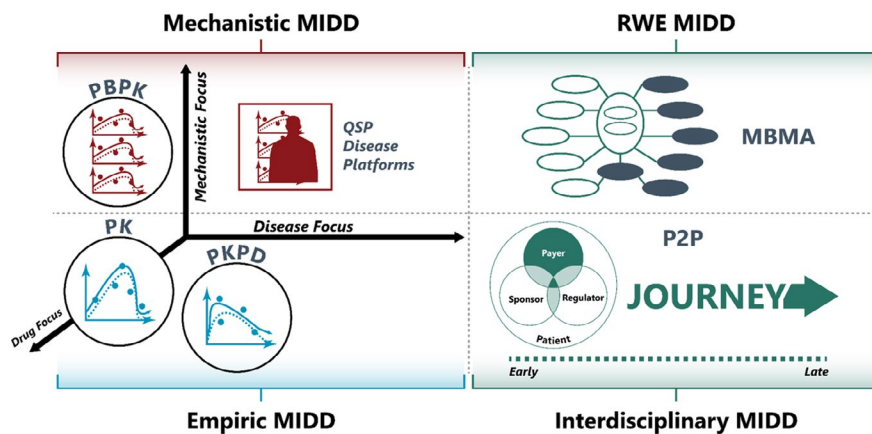 Mechanistic MIDD
RWE MIDD
PBPK
Mechanistic Focus
QSP
Disease
Platforms
MBMA
Disease Focus
PK
PKPD
Drug Focus
P2P
Payer
Sponsor
Regulator
Patient
JOURNEY
Early
Late
Empiric MIDD
Interdisciplinary MIDD